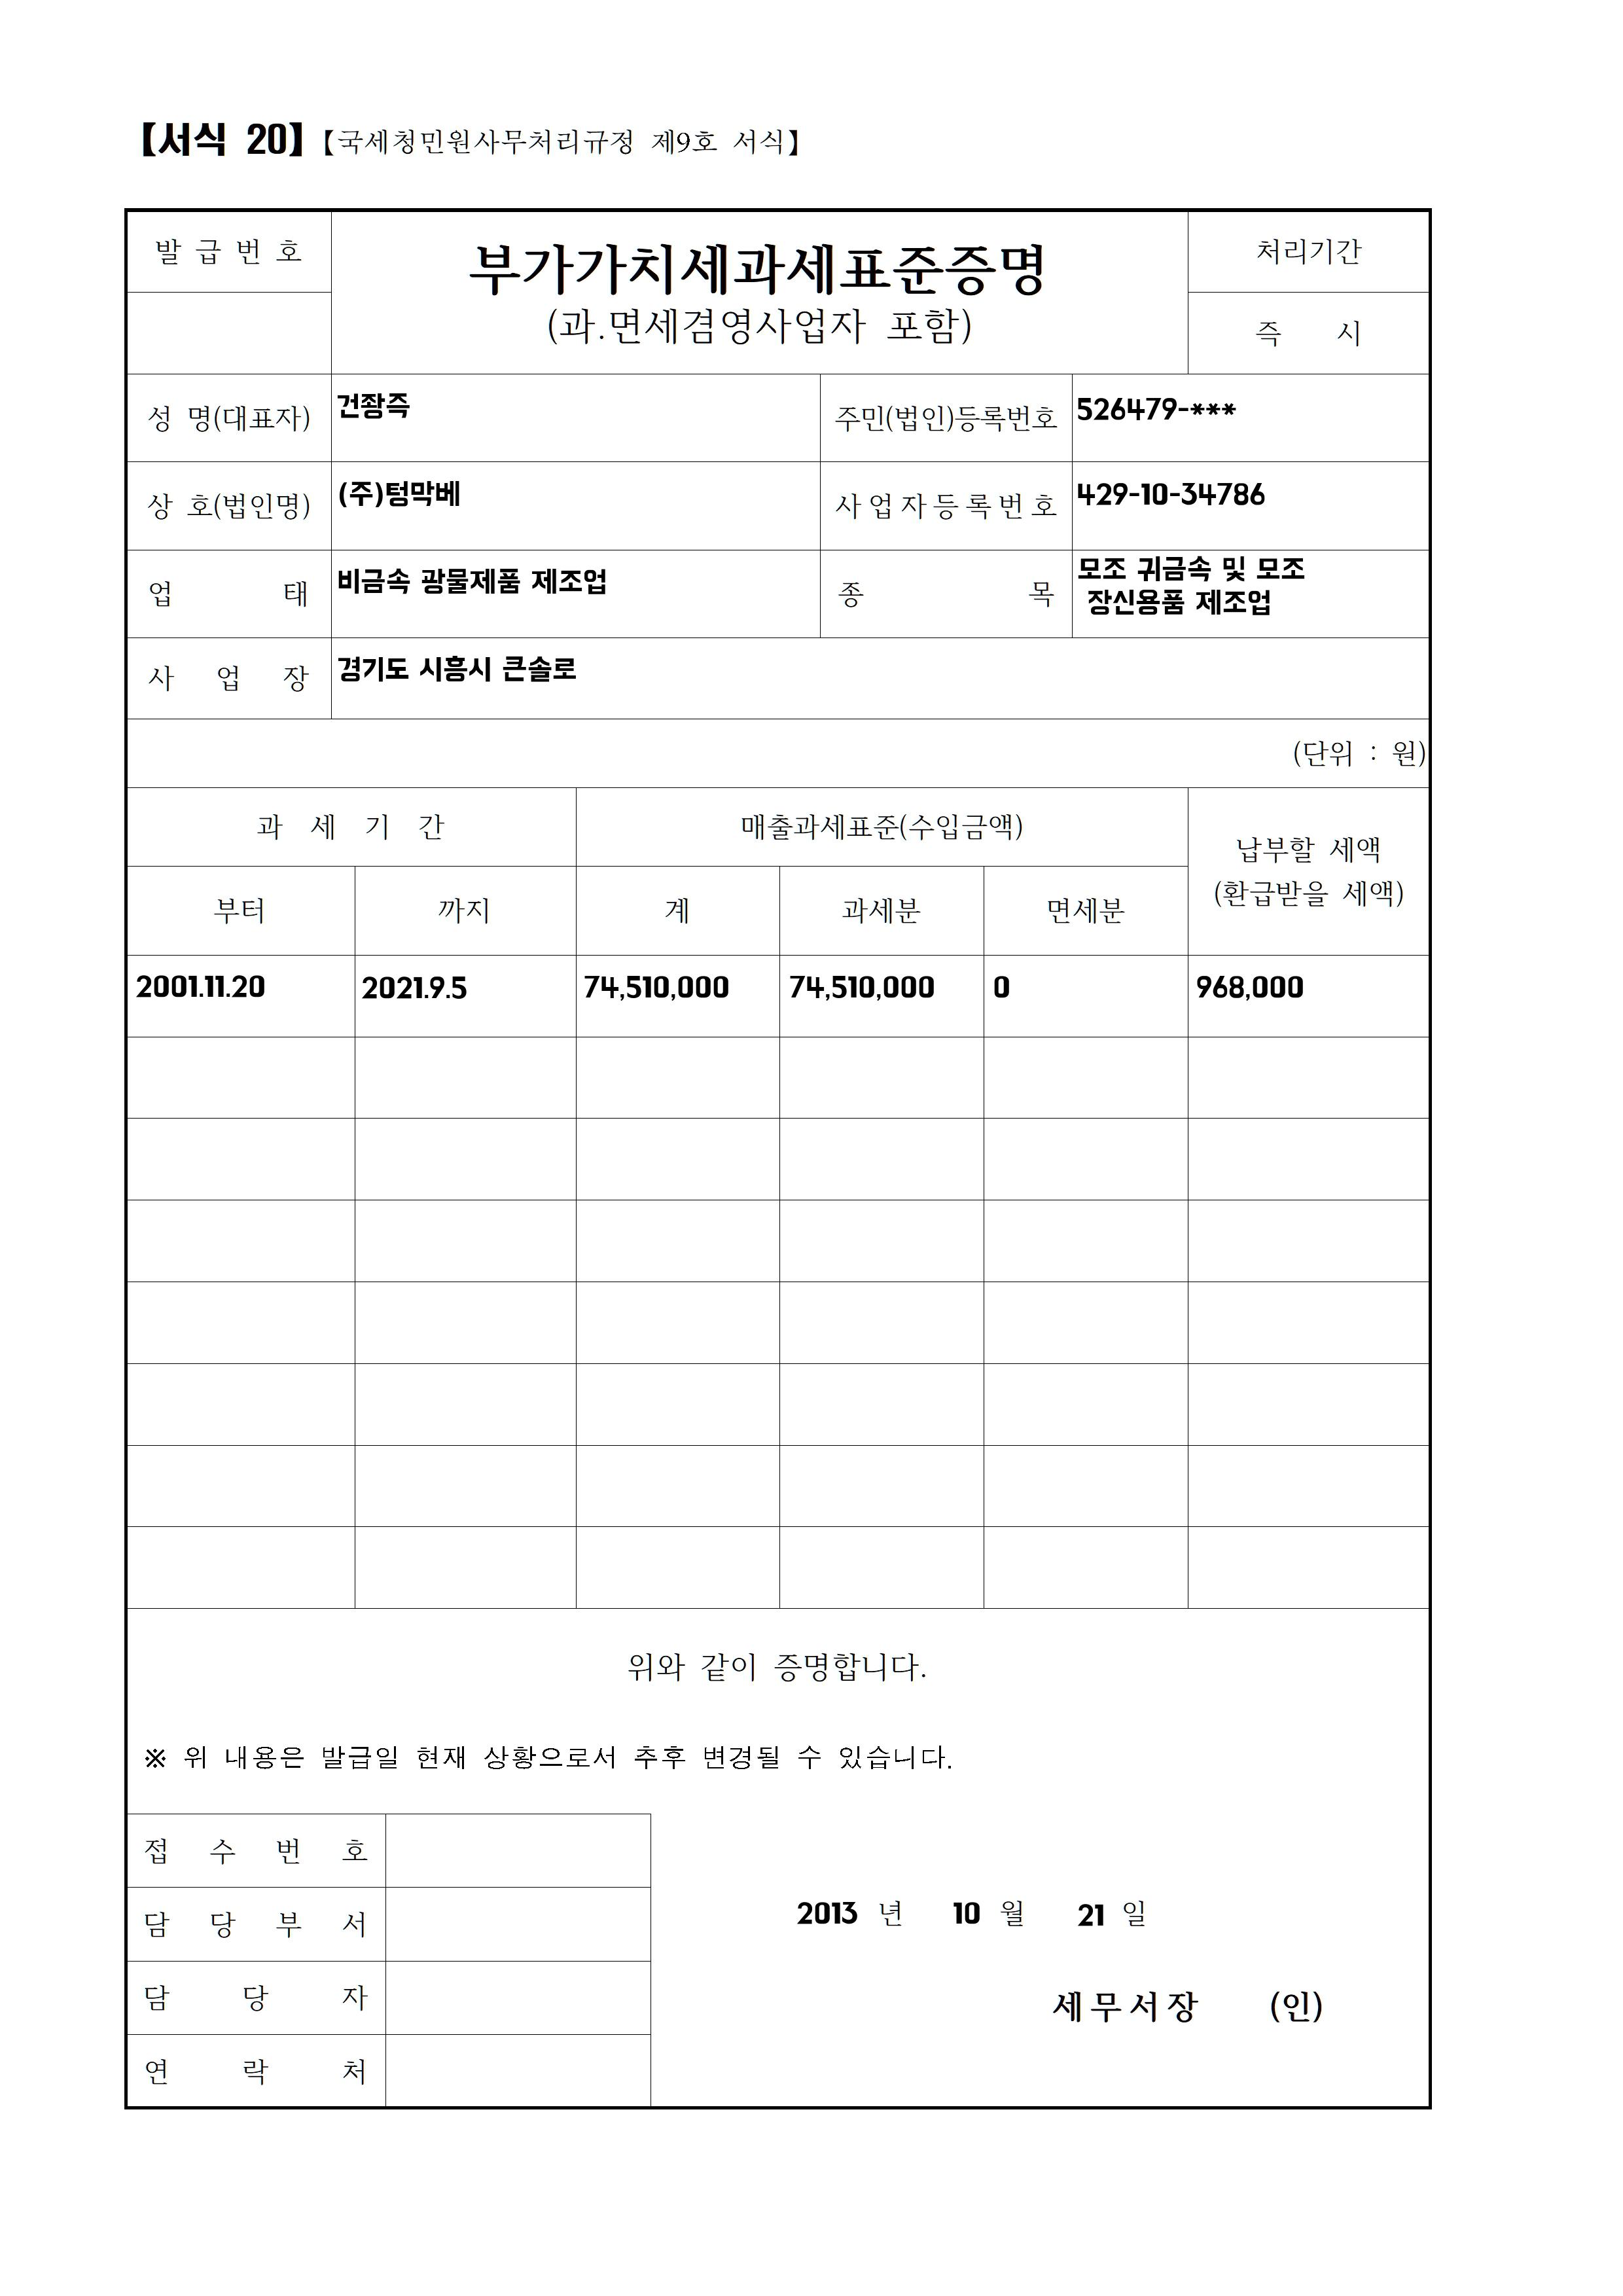 【서식 20】【국세청민원사무처리규정 제9호 서식】
발 급 번 호
부가가치세과세표준증명
(과.면세겸영사업자 포함)
처리기간
즉 시
성 명(대표자) 건좡즉 주민(법인)등록번호 526479-***
상 호(법인명) (주)텅막베 사업자등록번호 429-10-34786
업 태 비금속 광물제품 제조업 종 목 모조 귀금속 및 모조
장신용품 제조업
사 업 장 경기도 시흥시 큰솔로
(단위 : 원)
과 세 기 간 매출과세표준(수입금액) 납부할 세액
(환급받을 세액)
부터 까지 계 과세분 면세분
2001.11.20 2021.9.5 74,510,000 74,510,000 0 968,000
위와 같이 증명합니다.
※ 위 내용은 발급일 현재 상황으로서 추후 변경될 수 있습니다.
접 수 번 호
담 당 부 서
담 당 자
연 락 처
2013 년 10 월 21 일
세무서장 (인)